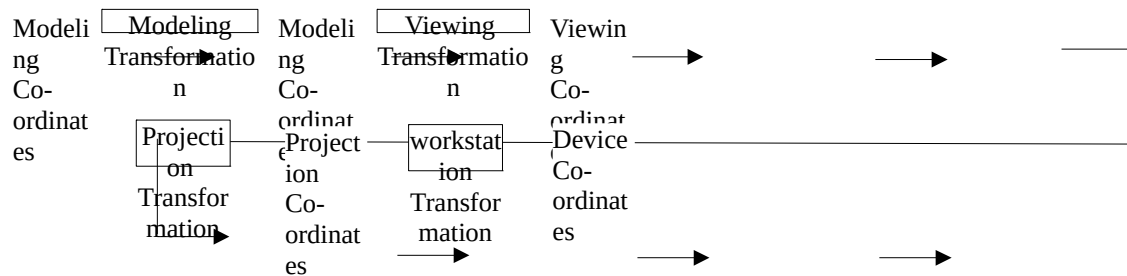 Modeli
ng
Co-
ordinat
es
Modeling
Transformatio
n
Modeli
ng
Co-
ordinat
e
Viewing
Transformatio
n
Viewin
g
Co-
ordinat
Projecti
on
Transfor
mation
Project
ion
Co-
ordinat
es
workstat
ion
Transfor
mation
Device
Co-
ordinat
es